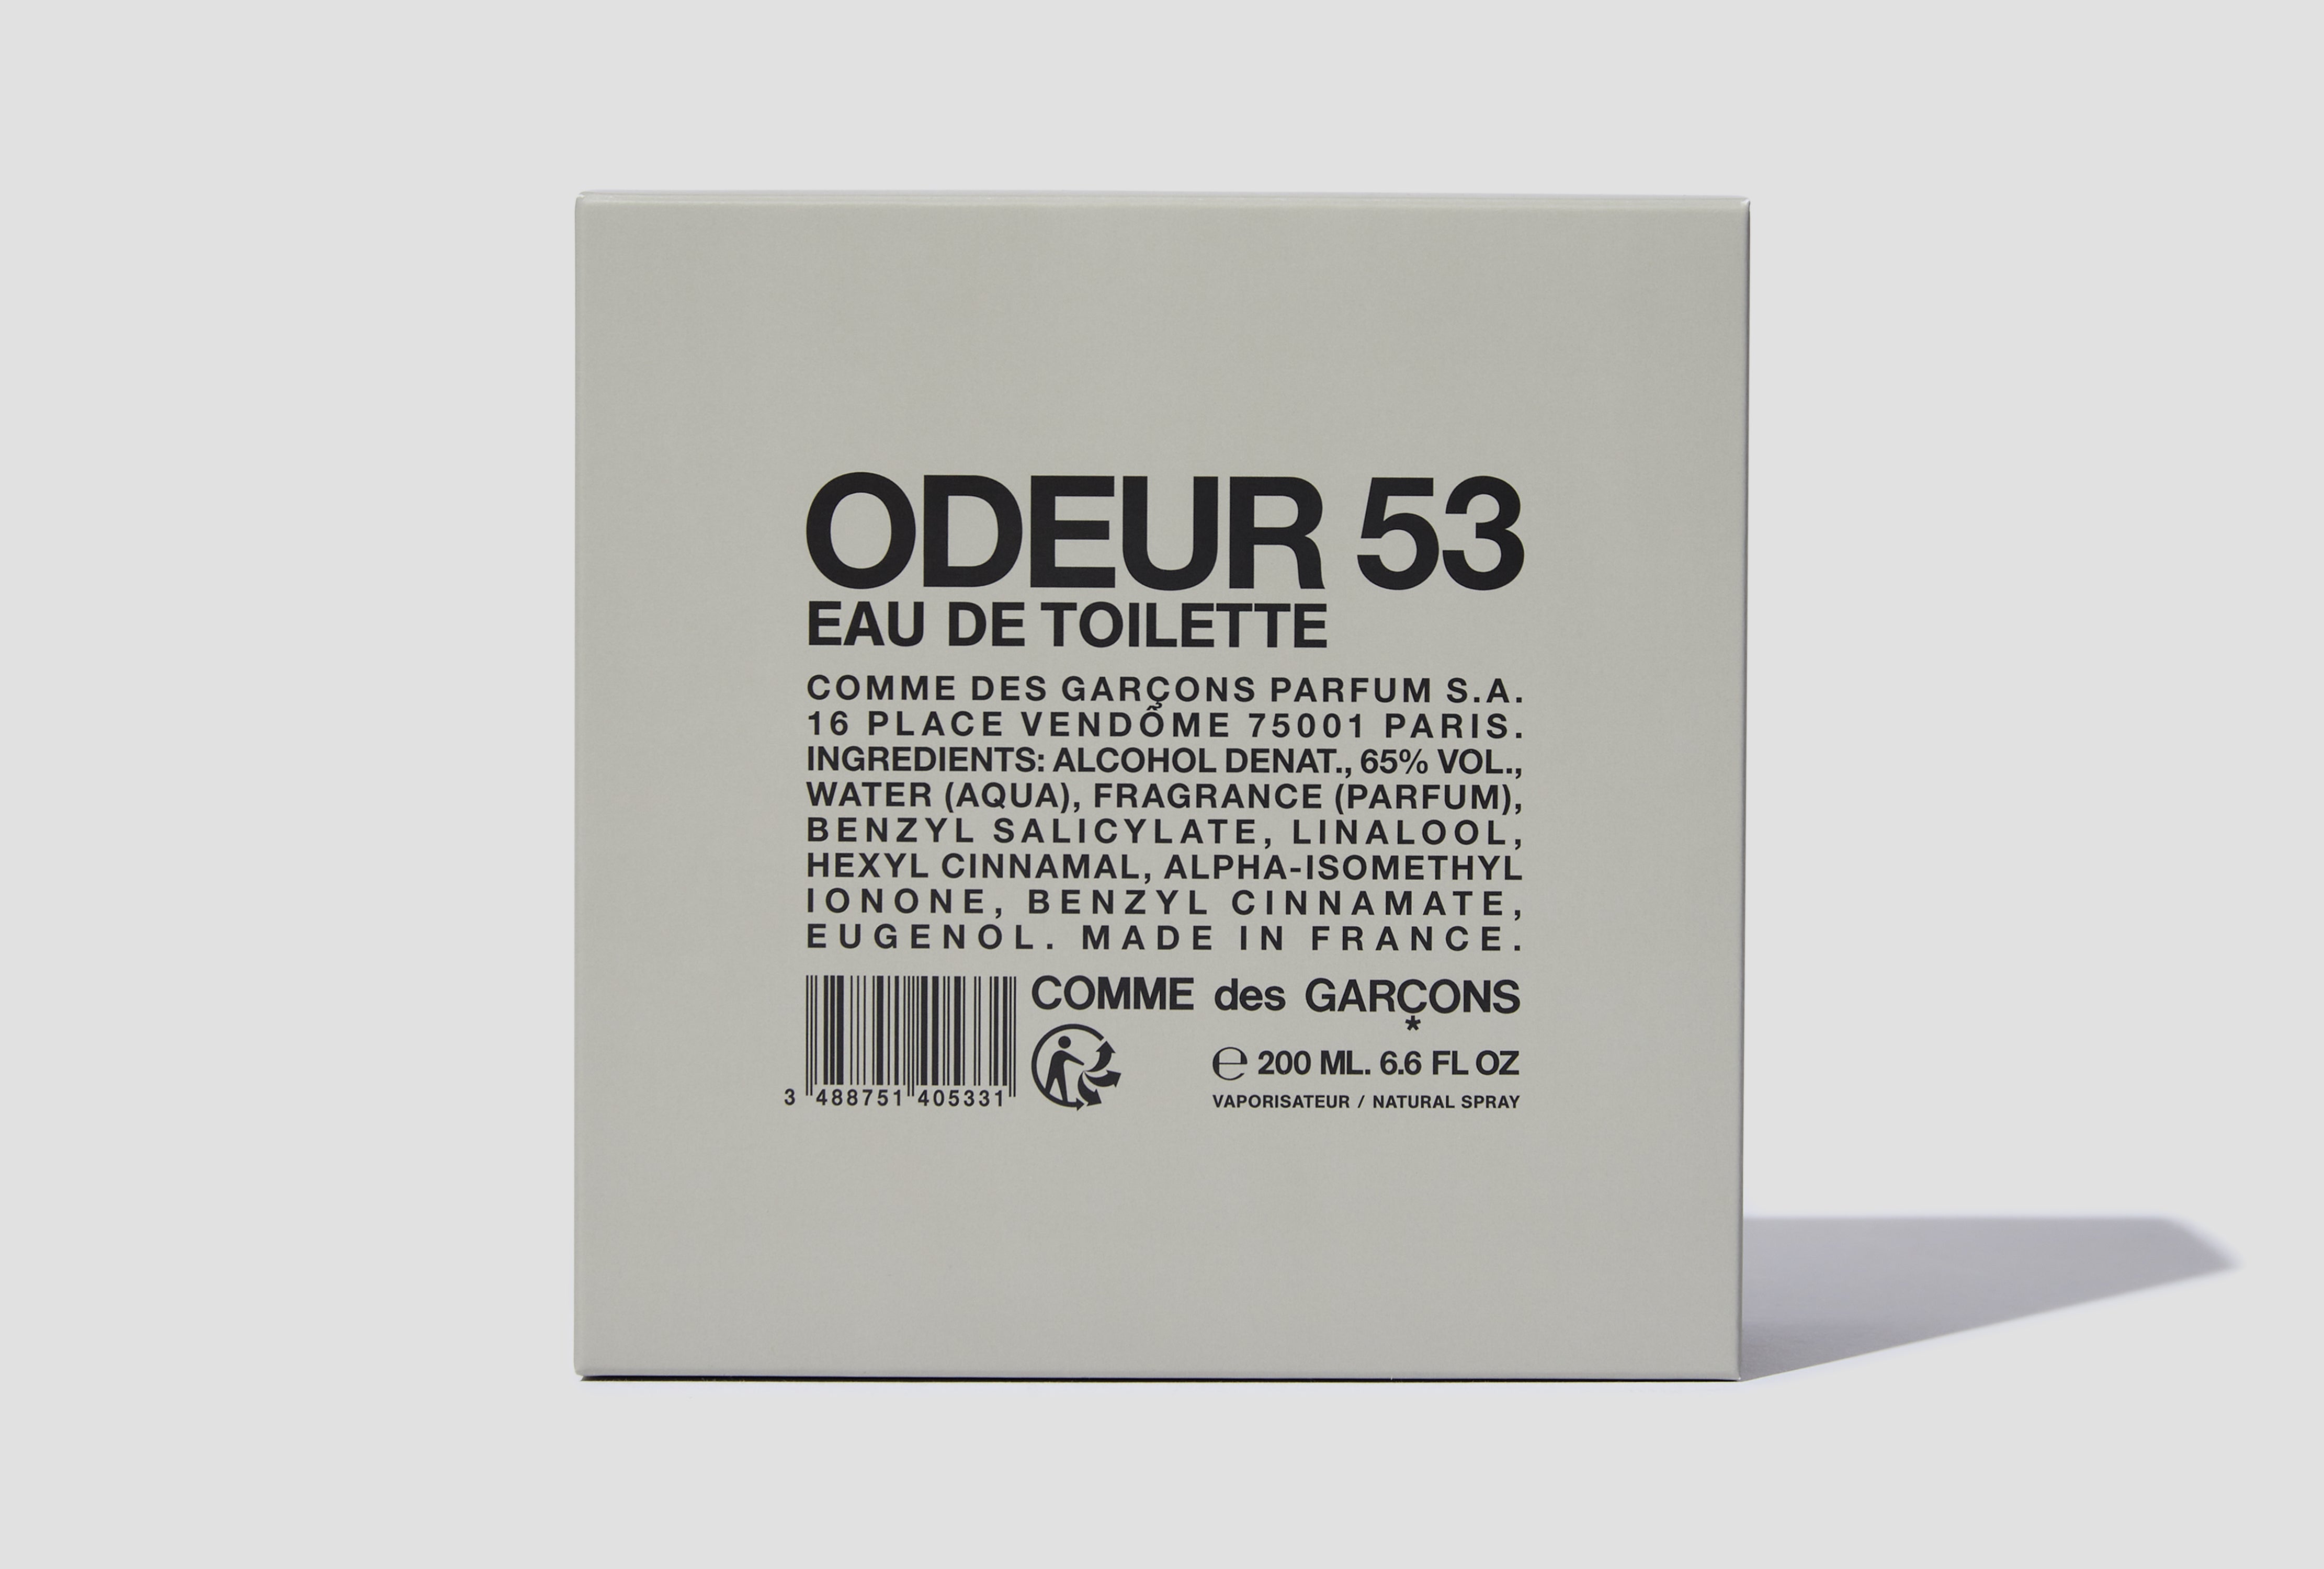 ODEUR 53
EAU DE TOILETTE
COMME DES GARÇONS PARFUM S.A.
16 PLACE VENDÔME 75001 PARIS.
INGREDIENTS: ALCOHOL DENAT., 65% VOL.,
WATER (AQUA), FRAGRANCE (PARFUM),
BENZYL SALICYLATE, LINALOOL,
HEXYL CINNAMAL, ALPHA-ISOMETHYL
IONONE, BENZYL CINNAMATE,
EUGENOL. MADE IN FRANCE.
COMME des GARÇONS
*
℮ 200 ML. 6.6 FL OZ
3 488751 405331
VAPORISATEUR / NATURAL SPRAY